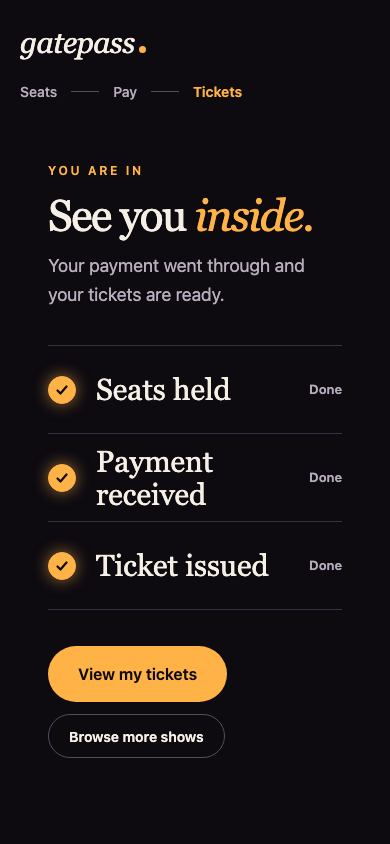 gatepass.
Seats Pay Tickets
YOU ARE IN
See you inside.
Your payment went through and
your tickets are ready.
Seats held Done
Payment
received Done
Ticket issued Done
View my tickets
Browse more shows